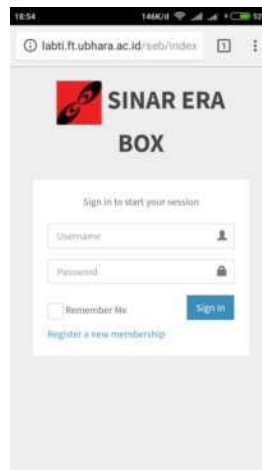 18:54
labti.ft.ubhara.ac.id/seb/index
1
SINAR ERA
BOX
Sign in to start your session
Username
Password
Remember Me
Sign In
Register a new membership